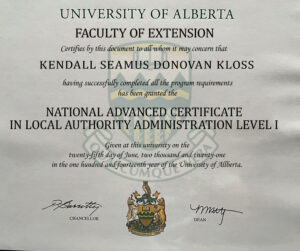 UNIVERSITY OF ALBERTA
FACULTY OF EXTENSION
Certifies by this document to all whom it may concern that
KENDALL SEAMUS DONOVAN KLOSS
having successfully completed all the program requirements
has been granted the
NATIONAL ADVANCED CERTIFICATE
IN LOCAL AUTHORITY ADMINISTRATION LEVEL I
Given at this university on the
twenty-fifth day of June, two thousand and twenty-one
in the one hundred and fourteenth year of the University of Allberta.
CHANCELLOR
DEAN